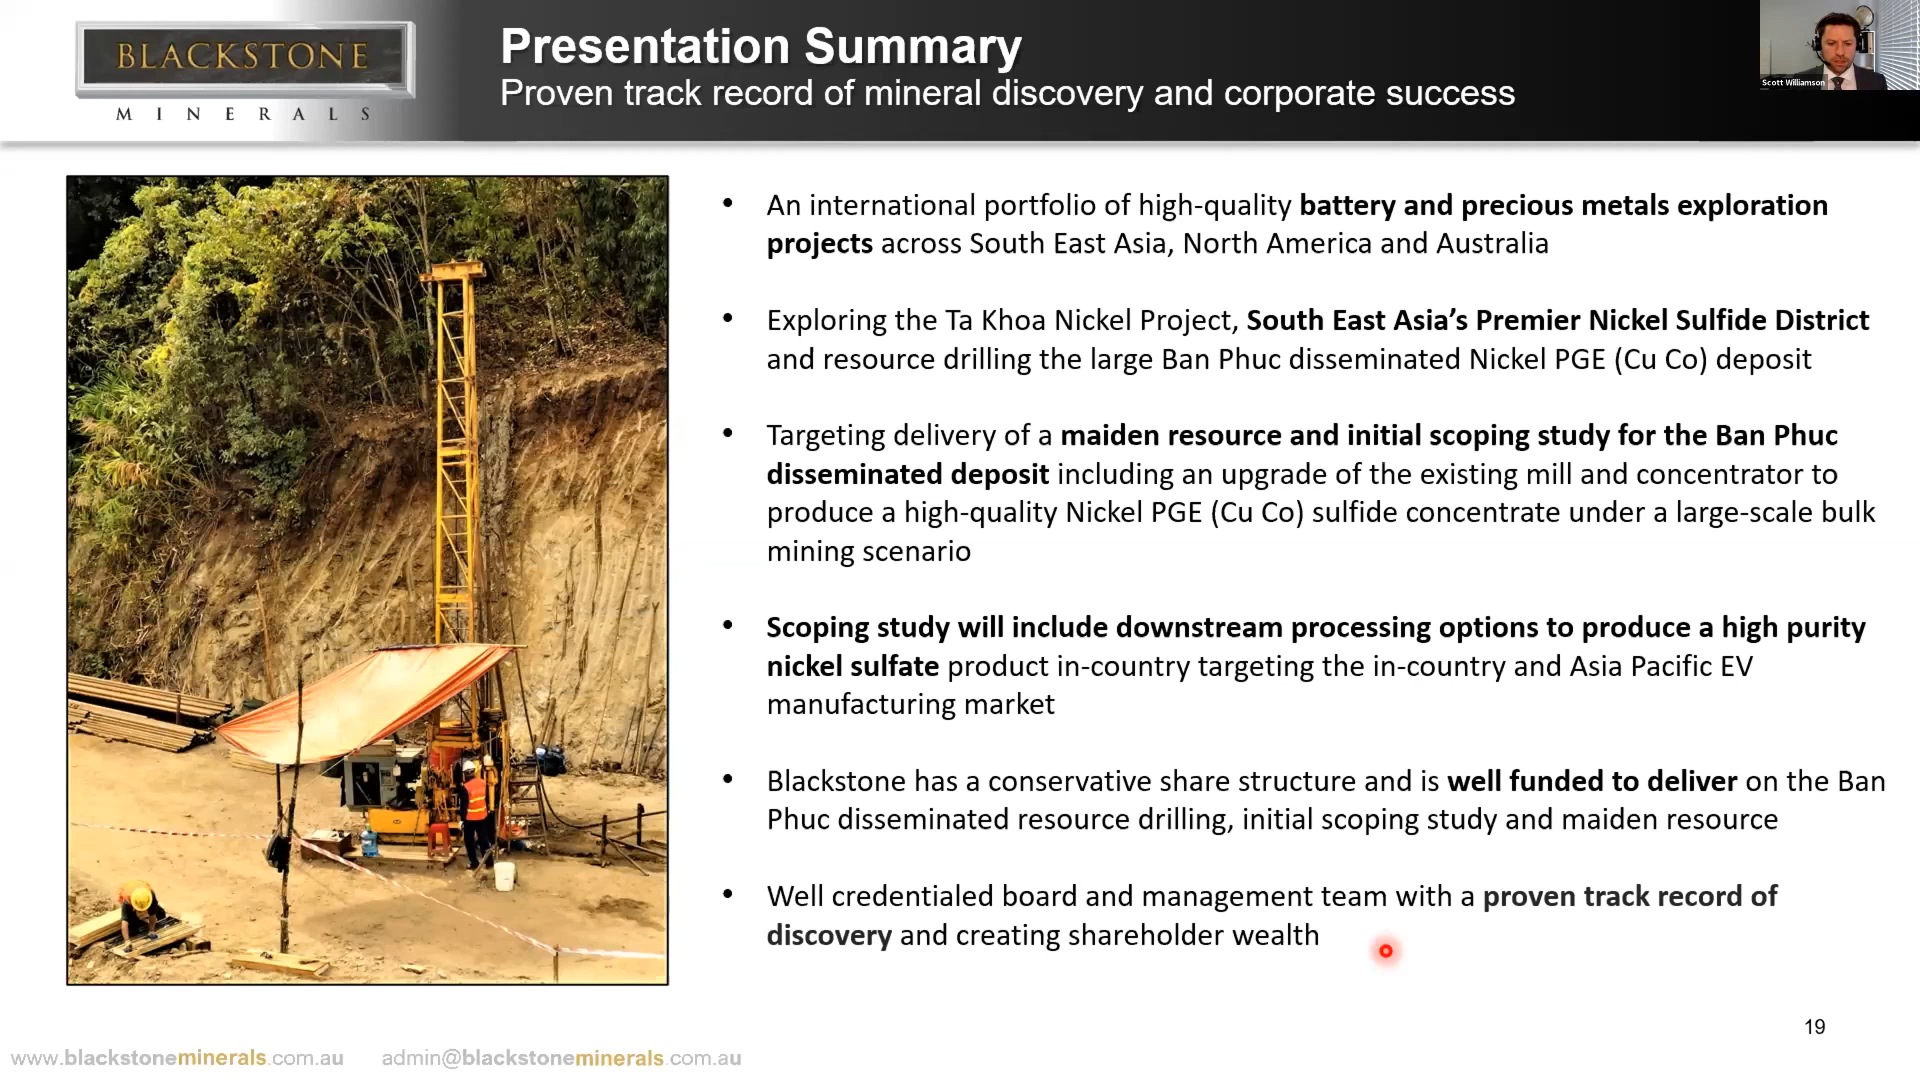 BLACKSTONE
MINERALS
Presentation Summary
Proven track record of mineral discovery and corporate success
Scott Williamson
• An international portfolio of high-quality battery and precious metals exploration
projects across South East Asia, North America and Australia
• Exploring the Ta Khoa Nickel Project, South East Asia’s Premier Nickel Sulfide District
and resource drilling the large Ban Phuc disseminated Nickel PGE (Cu Co) deposit
• Targeting delivery of a maiden resource and initial scoping study for the Ban Phuc
disseminated deposit including an upgrade of the existing mill and concentrator to
produce a high-quality Nickel PGE (Cu Co) sulfide concentrate under a large-scale bulk
mining scenario
• Scoping study will include downstream processing options to produce a high purity
nickel sulfate product in-country targeting the in-country and Asia Pacific EV
manufacturing market
• Blackstone has a conservative share structure and is well funded to deliver on the Ban
Phuc disseminated resource drilling, initial scoping study and maiden resource
• Well credentialed board and management team with a proven track record of
discovery and creating shareholder wealth
19
www.blackstoneminerals.com.au admin@blackstoneminerals.com.au